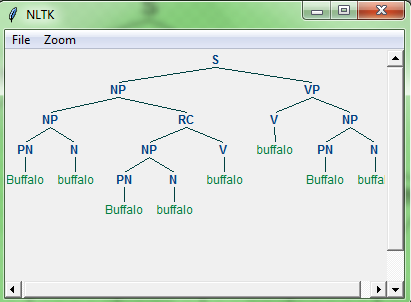 NLTK
File Zoom
S
NP VP
NP RC V NP
PN N NP V buffalo PN N
Buffalo buffalo PN N buffalo Buffalo
Buffalo buffalo